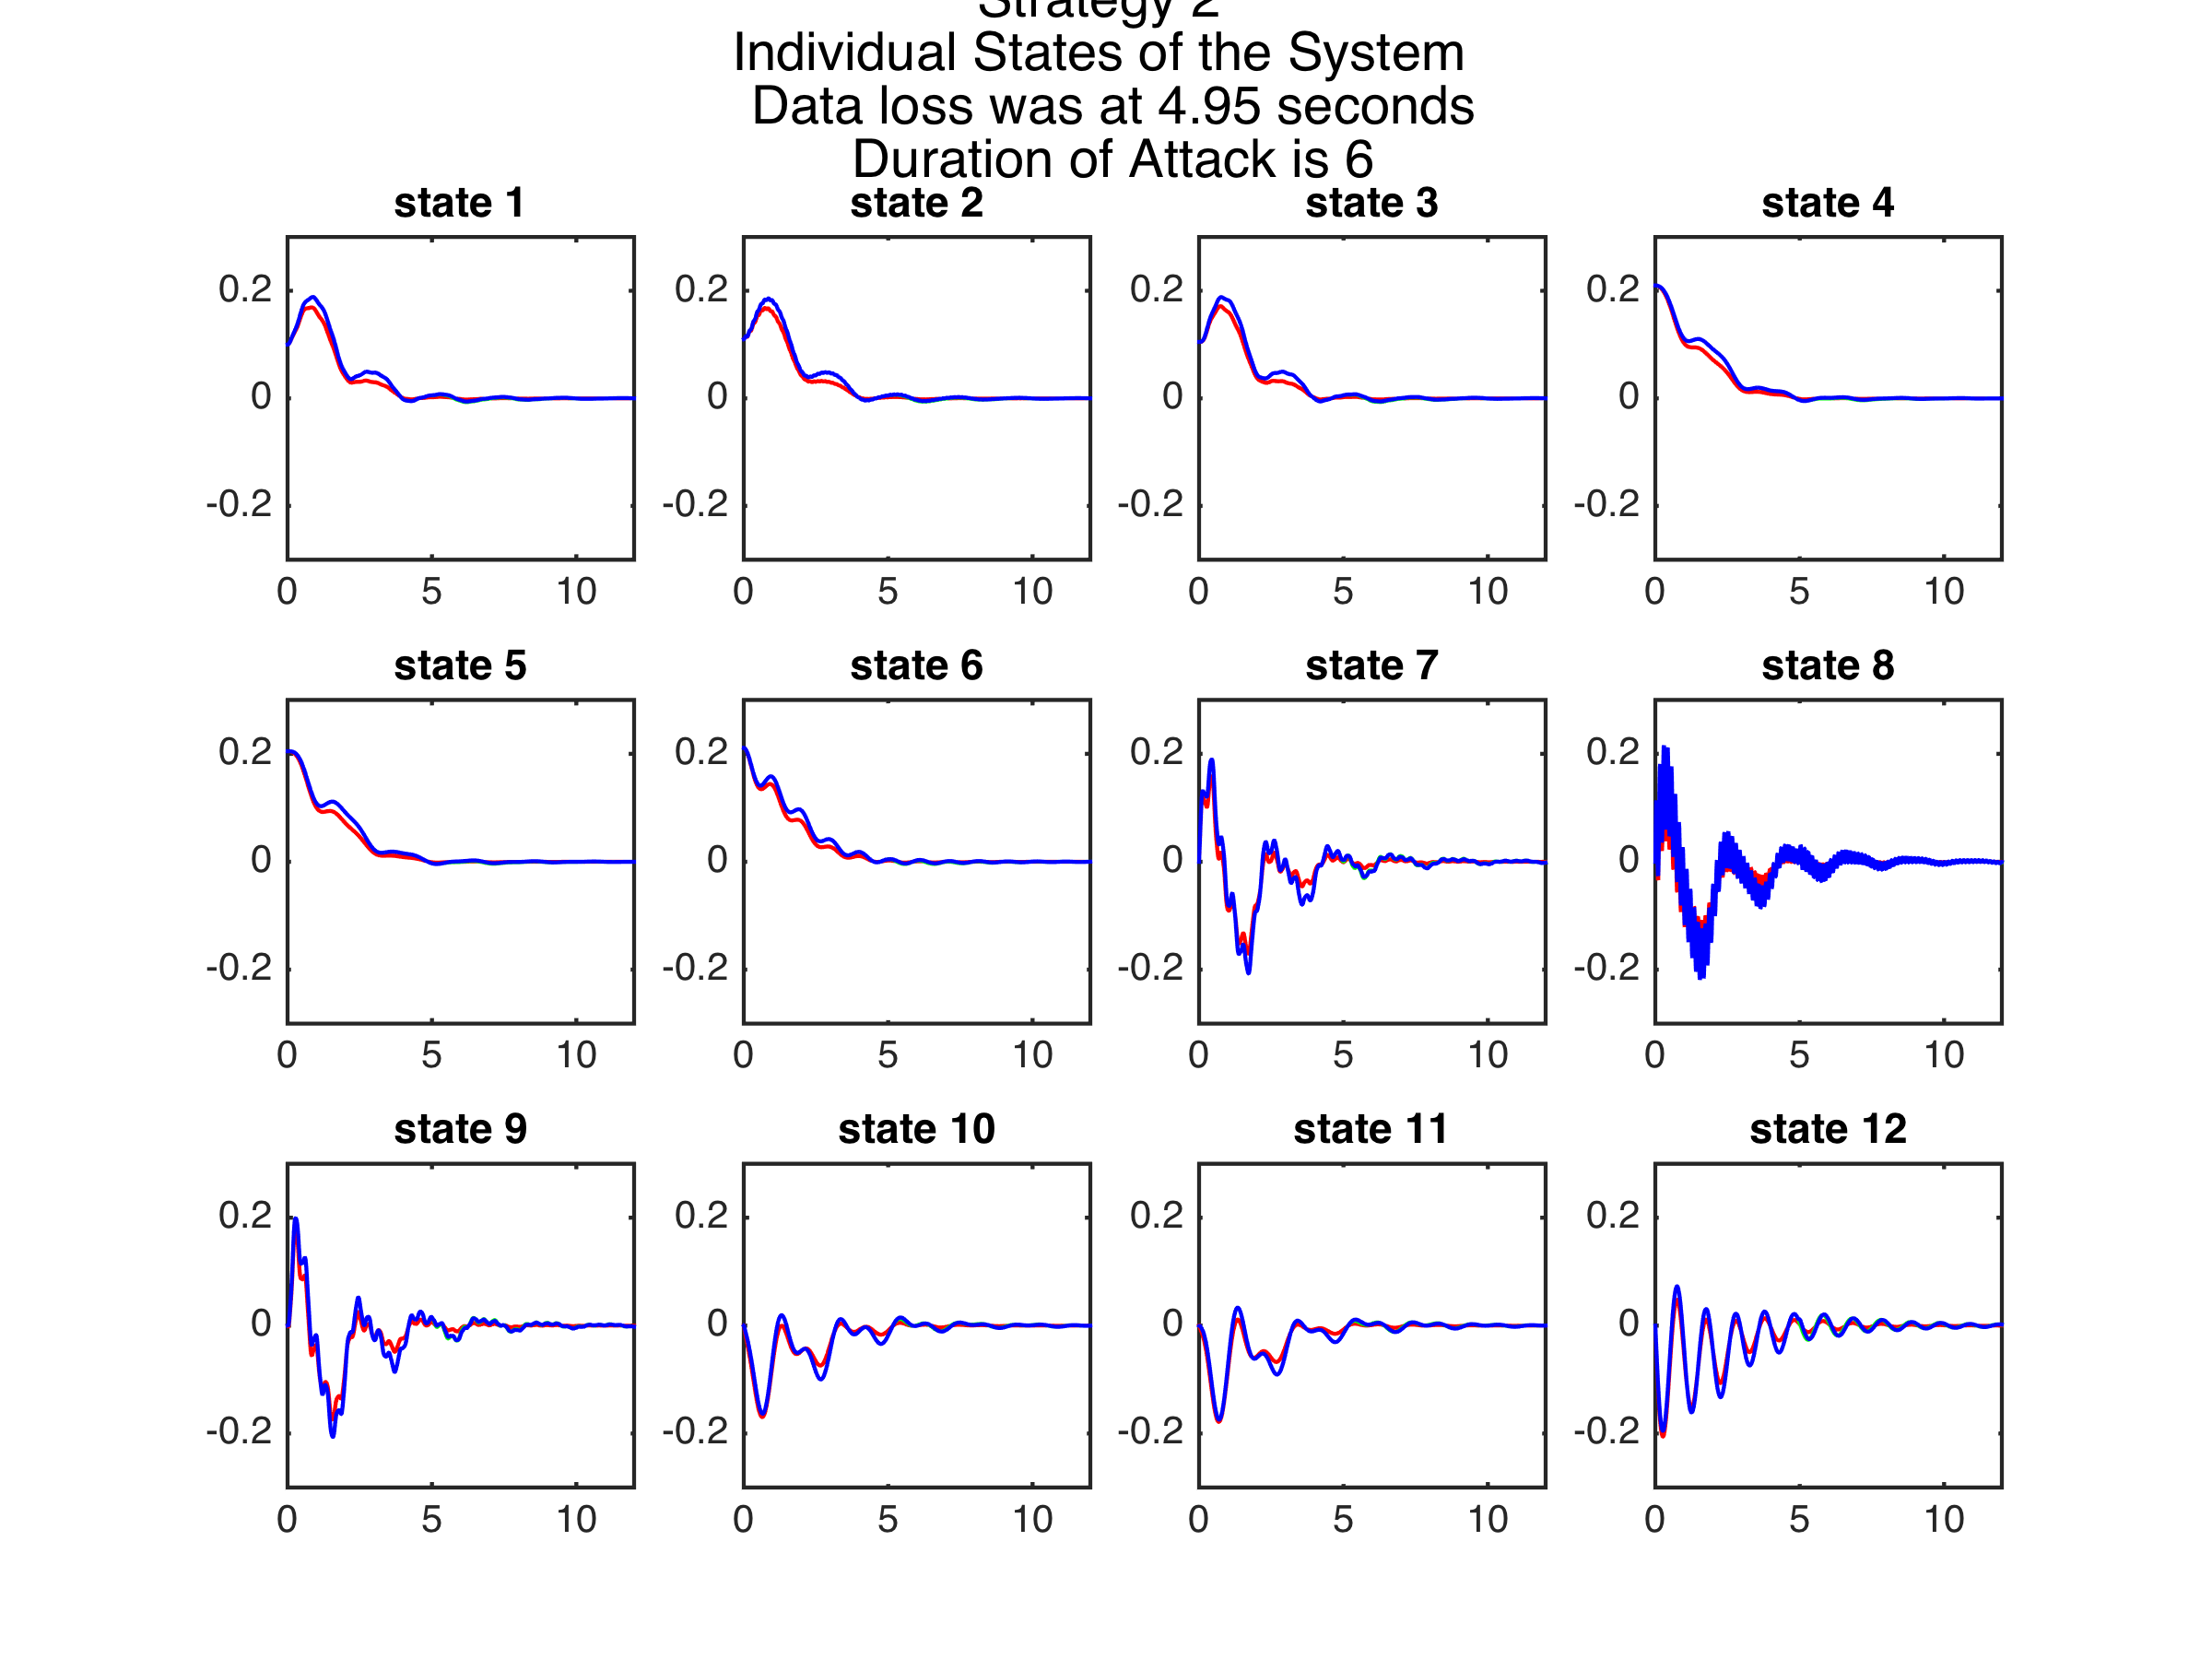 Strategy 2
Individual States of the System
Data loss was at 4.95 seconds
Duration of Attack is 6
state 1 state 2 state 3 state 4
0.2 0.2 0.2 0.2
0 0 0 0
-0.2 -0.2 -0.2 -0.2
0 5 10 0 5 10 0 5 10 0 5 10
state 5 state 6 state 7 state 8
0.2 0.2 0.2 0.2
0 0 0 0
-0.2 -0.2 -0.2 -0.2
0 5 10 0 5 10 0 5 10 0 5 10
state 9 state 10 state 11 state 12
0.2 0.2 0.2 0.2
0 0 0 0
-0.2 -0.2 -0.2 -0.2
0 5 10 0 5 10 0 5 10 0 5 10